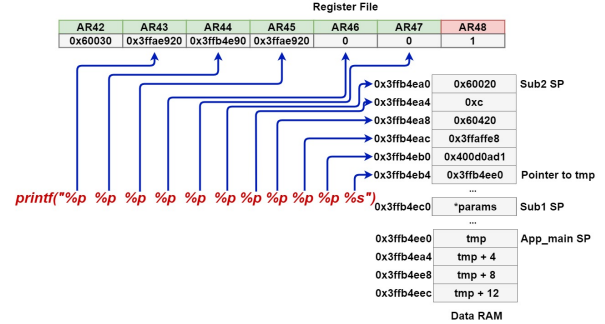 Register File
AR42 AR43 AR44 AR45 AR46 AR47 AR48
0x60030 0x3ffae920 0x3ffb4e90 0x3ffae920 0 0 1
0x3ffb4ea0 0x60020 Sub2 SP
0x3ffb4ea4 0xc
0x3ffb4ea8 0x60420
0x3ffb4eac 0x3ffaffe8
0x3ffb4eb0 0x400d0ad1
0x3ffb4eb4 0x3ffb4ee0 Pointer to tmp
...
printf("%p %p %p %p %p %p %p %p %p %p %s")
0x3ffb4ec0 *params Sub1 SP
...
0x3ffb4ee0 tmp App_main SP
0x3ffb4ea4 tmp + 4
0x3ffb4ee8 tmp + 8
0x3ffb4eec tmp + 12
Data RAM